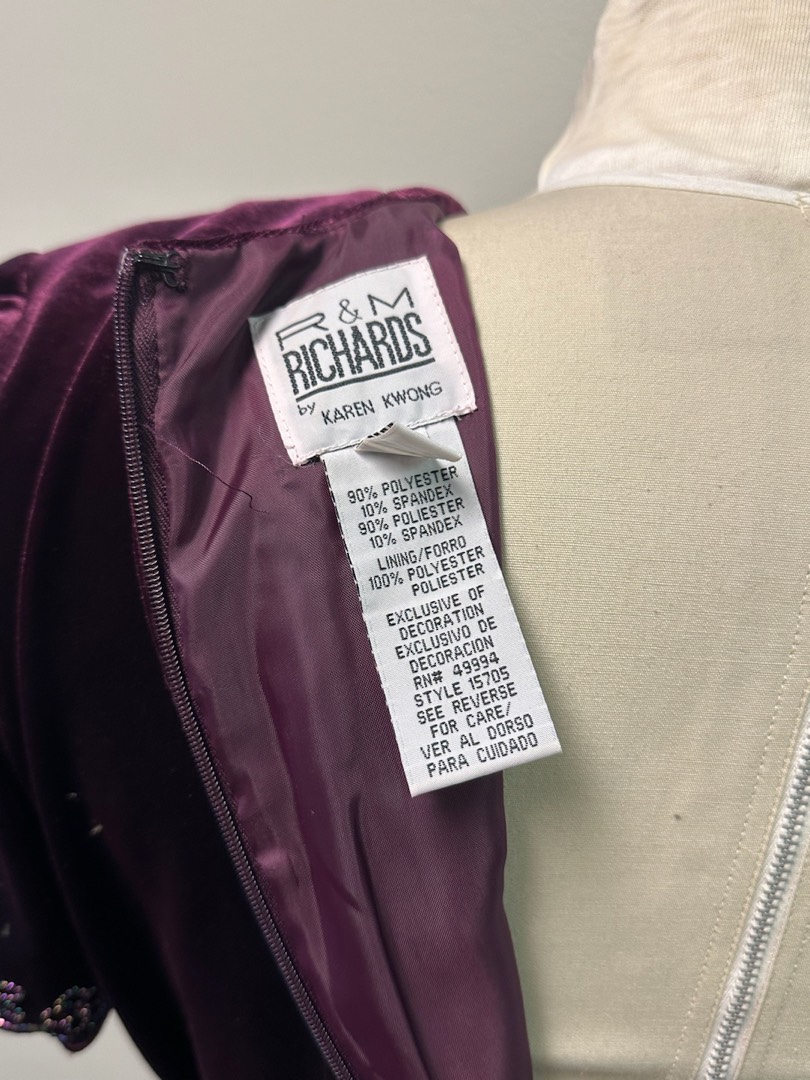 R & M
RICHARDS
by KAREN KWONG
90% POLYESTER
10% SPANDEX
90% POLIESTER
10% SPANDEX
LINING/FORRO
100% POLYESTER
POLIESTER
EXCLUSIVE OF
DECORATION
EXCLUSIVO DE
DECORACION
RN# 49994
STYLE 15705
SEE REVERSE
FOR CARE/
VER AL DORSO
PARA CUIDADO